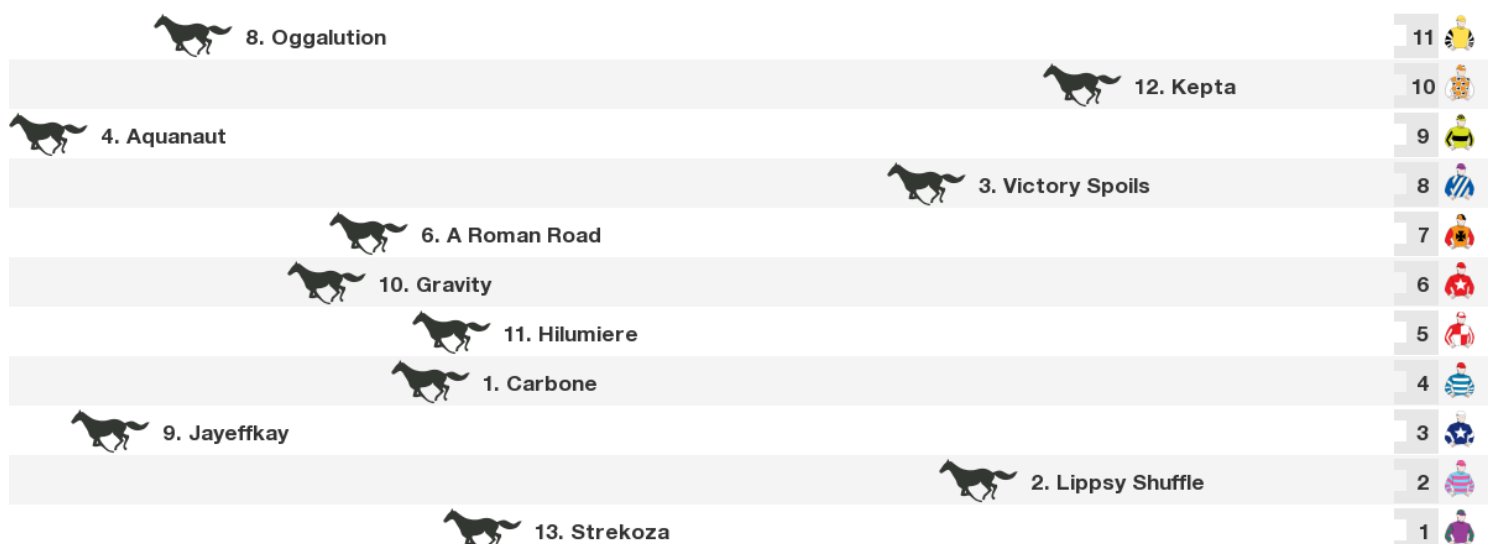 8. Oggalution 11
12. Kepta 10
4. Aquanaut 9
3. Victory Spoils 8
6. A Roman Road 7
10. Gravity 6
11. Hilumiere 5
1. Carbone 4
9. Jayeffkay 3
2. Lippsy Shuffle 2
13. Strekoza 1